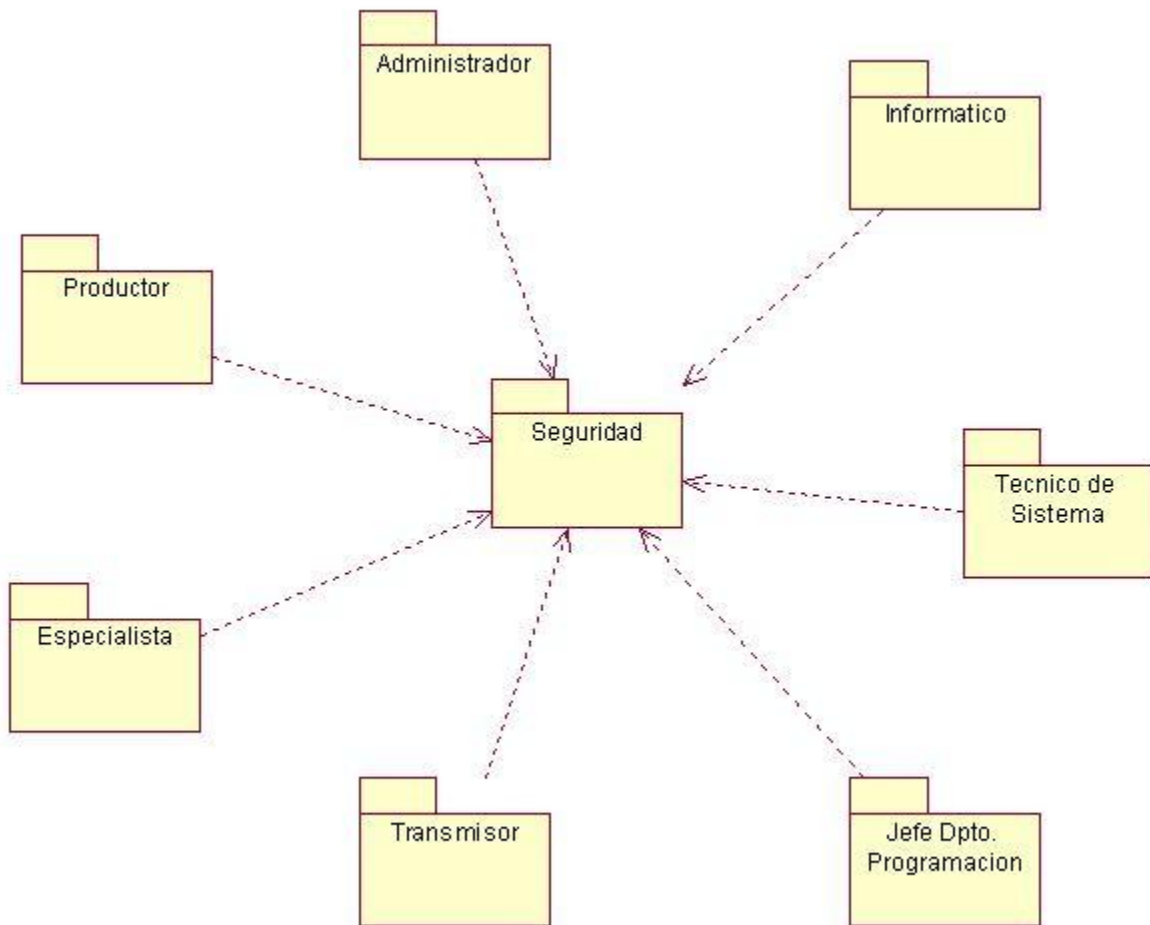 Administrador
Informatico
Productor
Seguridad
Tecnico de
Sistema
Especialista
Transmisor
Jefe Dpto.
Programacion